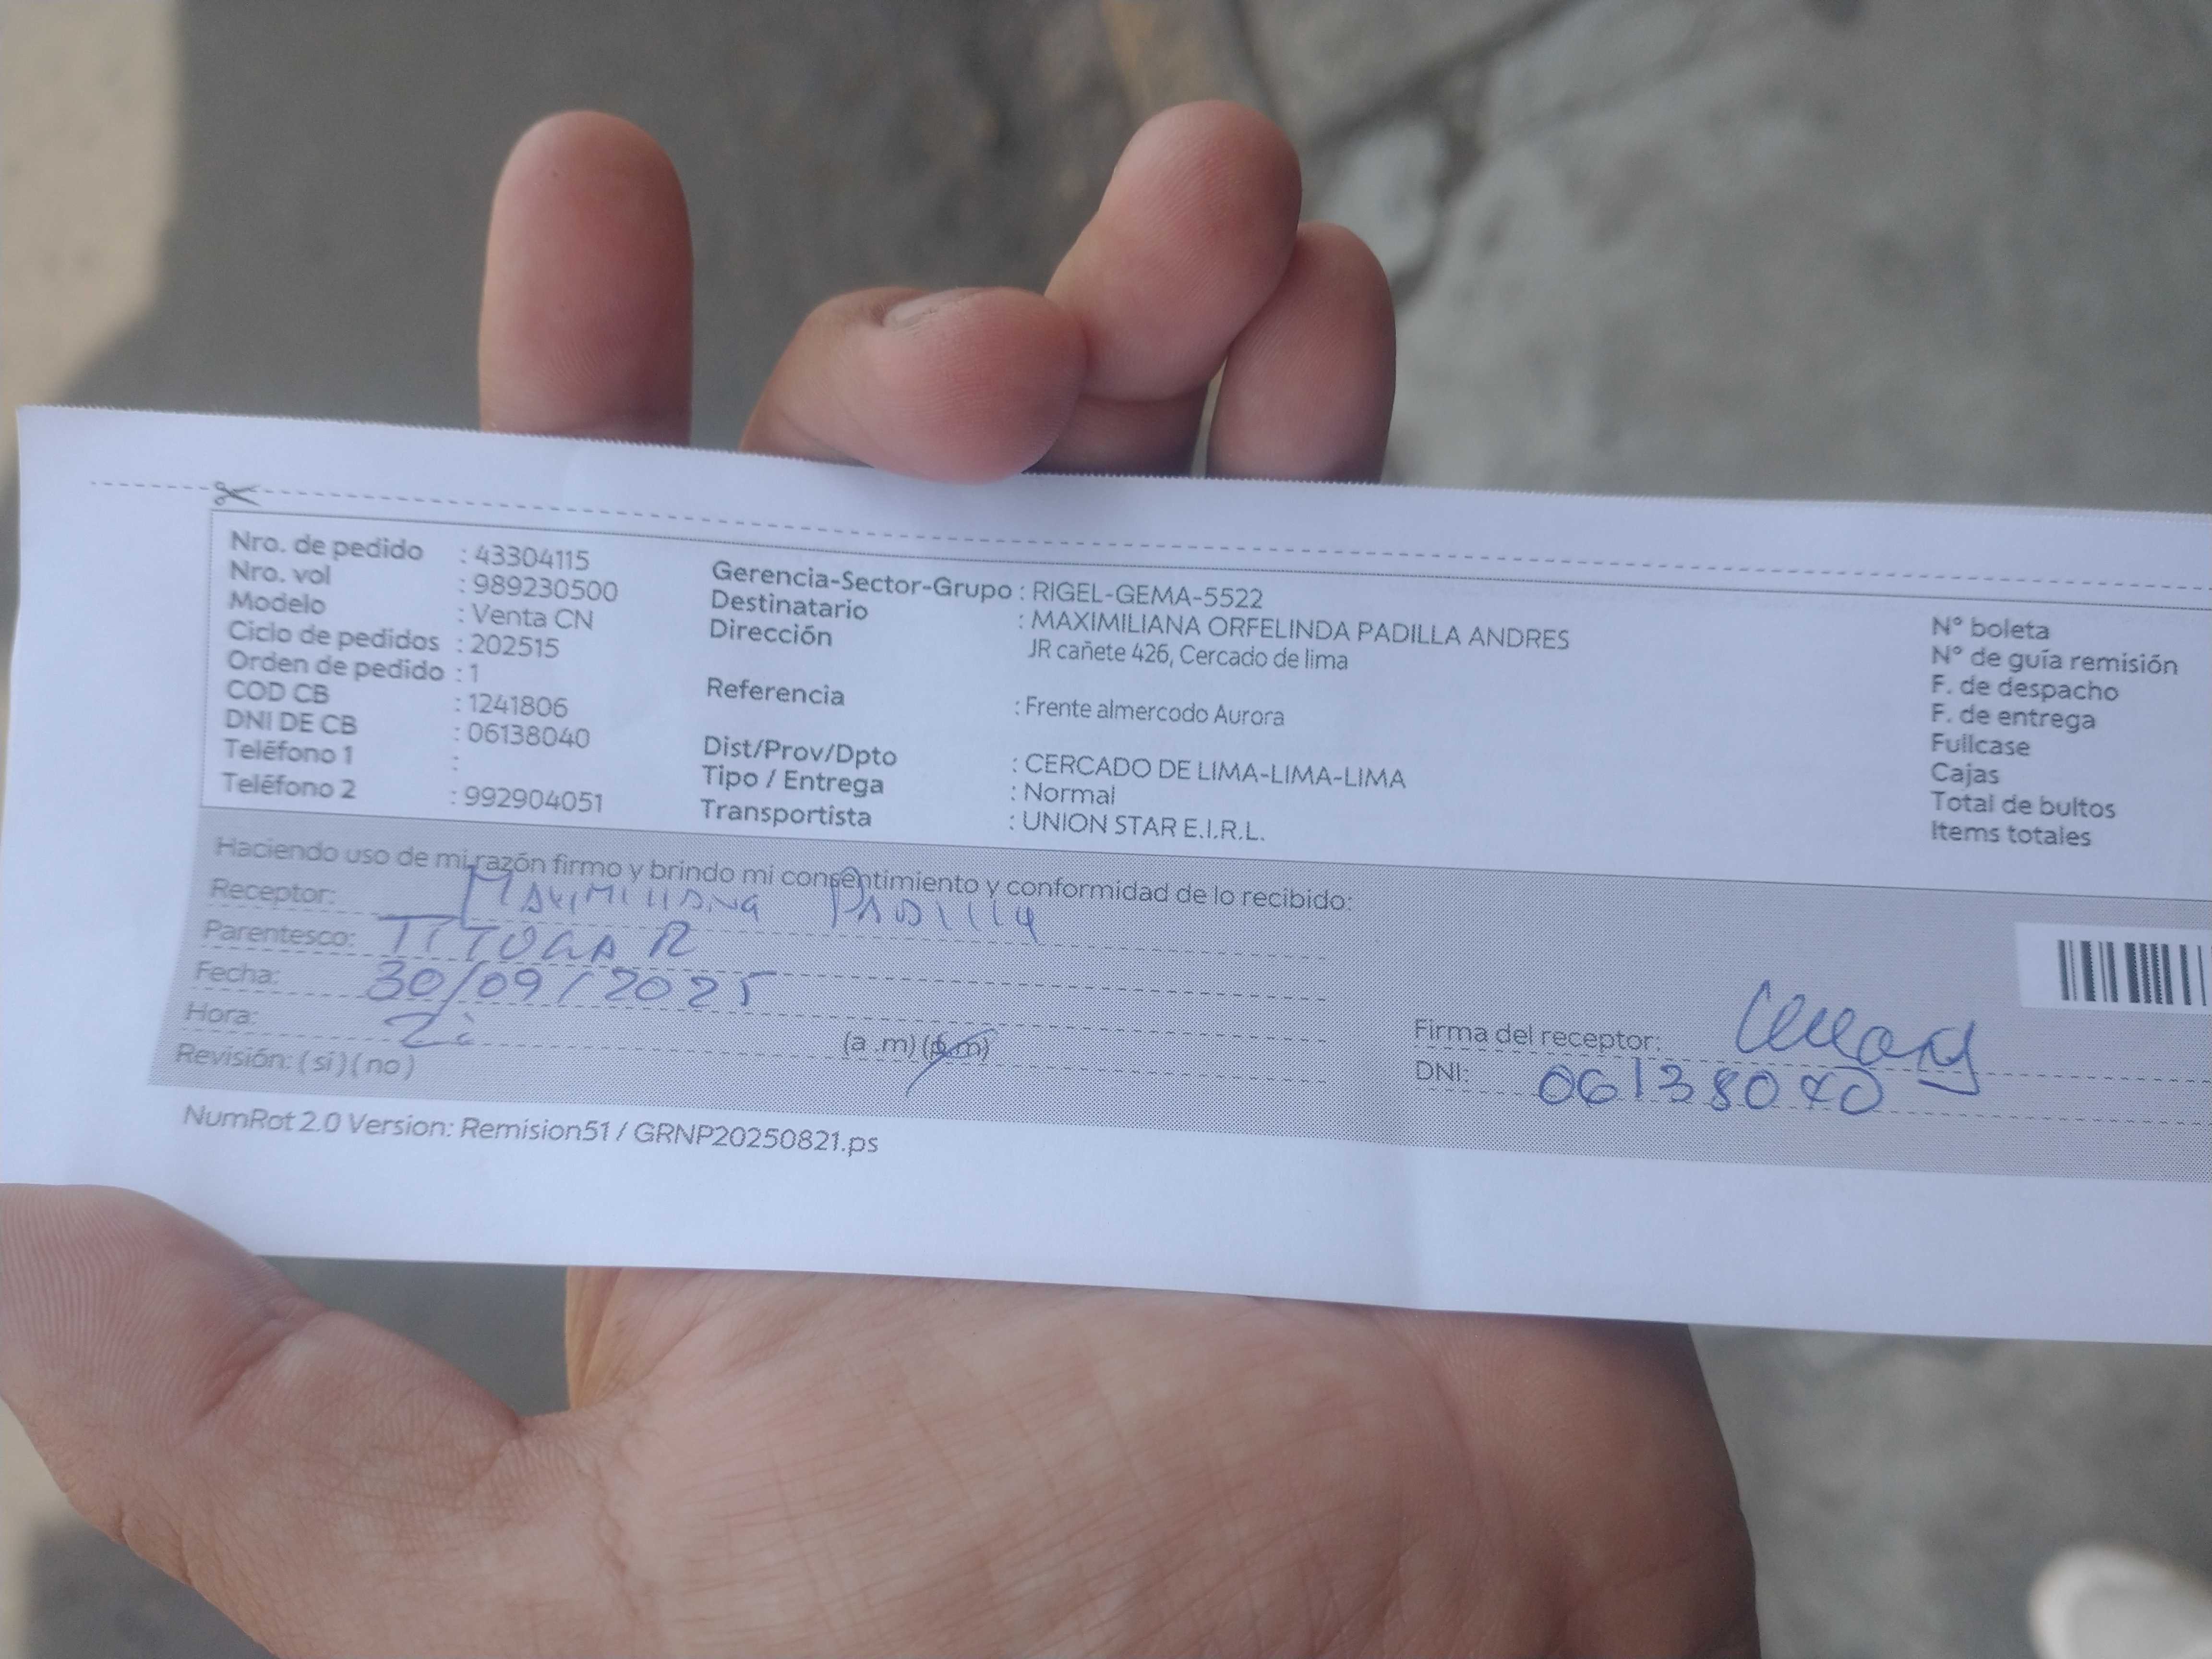 Nro. de pedido : 43304115
Nro. vol : 989230500
Modelo : Venta CN
Ciclo de pedidos : 202515
Orden de pedido : 1
COD CB : 1241806
DNI DE CB : 06138040
Teléfono 1 :
Teléfono 2 : 992904051
Gerencia-Sector-Grupo : RIGEL-GEMA-5522
Destinatario : MAXIMILIANA ORFELINDA PADILLA ANDRES
Dirección JR cañete 426, Cercado de lima
Referencia : Frente almercodo Aurora
Dist/Prov/Dpto : CERCADO DE LIMA-LIMA-LIMA
Tipo / Entrega : Normal
Transportista : UNION STAR E.I.R.L.
N° boleta
N° de guía remisión
F. de despacho
F. de entrega
Fullcase
Cajas
Total de bultos
Items totales
Haciendo uso de mi razón firmo y brindo mi consentimiento y conformidad de lo recibido:
Receptor: PADILLA
Parentesco:
Fecha: 30/09/2025
Hora: (a .m) (p.m)
Revisión: ( si ) ( no )
Firma del receptor:
DNI: 06138040
NumRot 2.0 Version: Remision51 / GRNP20250821.ps